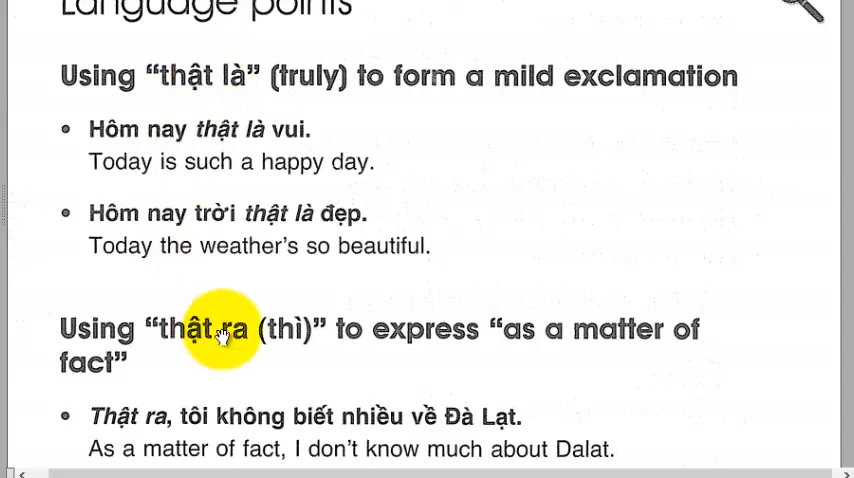 Language points
Using “thật là” (truly) to form a mild exclamation
• Hôm nay thật là vui.
Today is such a happy day.
• Hôm nay trời thật là đẹp.
Today the weather’s so beautiful.
Using “thật ra (thì)” to express “as a matter of
fact”
• Thật ra, tôi không biết nhiều về Đà Lạt.
As a matter of fact, I don’t know much about Dalat.